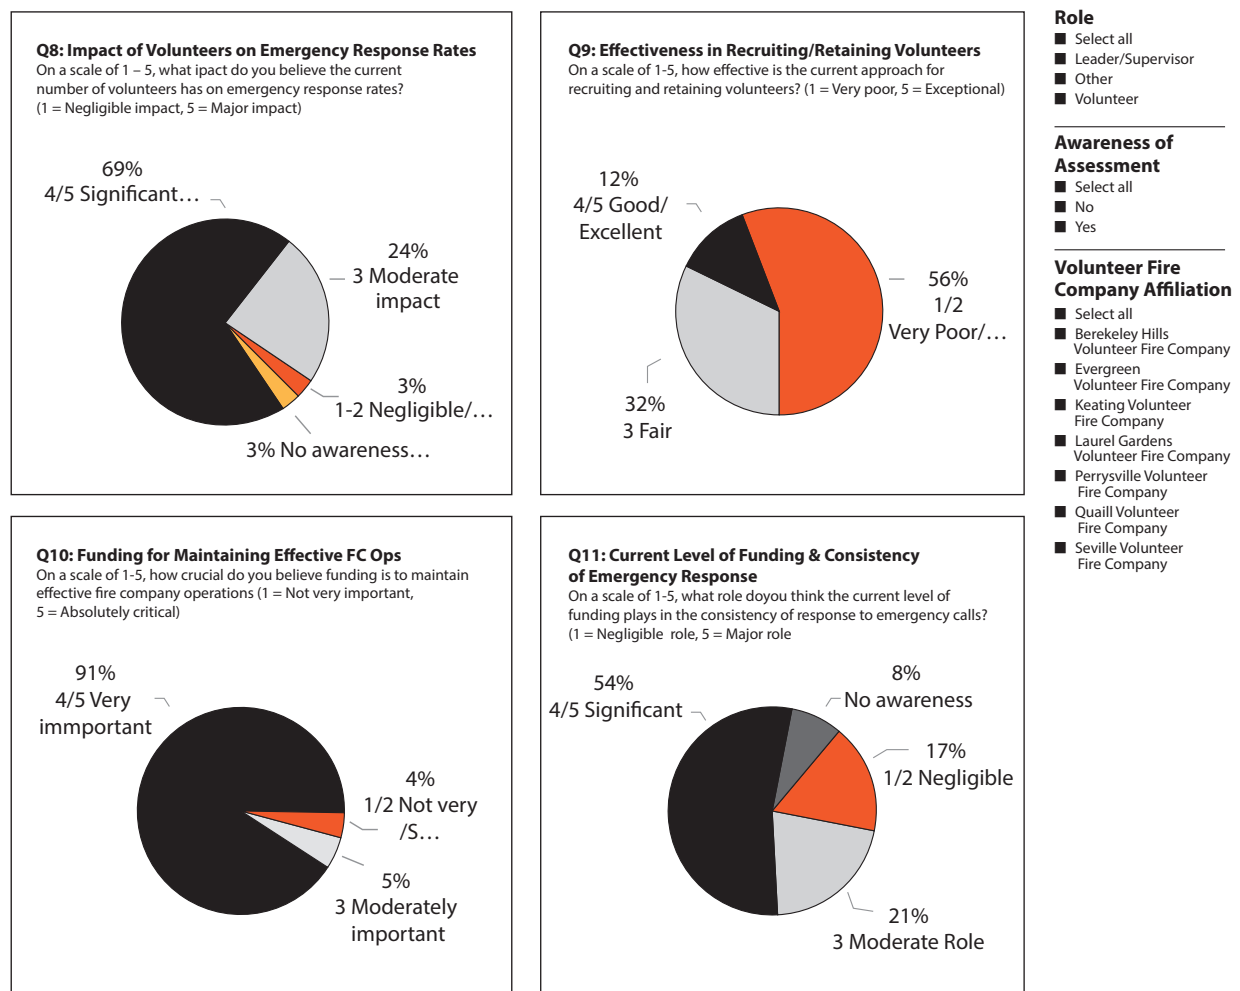 Q8: Impact of Volunteers on Emergency Response Rates
On a scale of 1 – 5, what ipact do you believe the current
number of volunteers has on emergency response rates?
(1 = Negligible impact, 5 = Major impact)
69%
4/5 Significant…
24%
3 Moderate
impact
3%
1-2 Negligible/…
3% No awareness…
Q9: Effectiveness in Recruiting/Retaining Volunteers
On a scale of 1-5, how effective is the current approach for
recruiting and retaining volunteers? (1 = Very poor, 5 = Exceptional)
12%
4/5 Good/
Excellent
56%
1/2
Very Poor/…
32%
3 Fair
Q10: Funding for Maintaining Effective FC Ops
On a scale of 1-5, how crucial do you believe funding is to maintain
effective fire company operations (1 = Not very important,
5 = Absolutely critical)
91%
4/5 Very
immportant
4%
1/2 Not very
/S…
5%
3 Moderately
important
Q11: Current Level of Funding & Consistency
of Emergency Response
On a scale of 1-5, what role doyou think the current level of
funding plays in the consistency of response to emergency calls?
(1 = Negligible role, 5 = Major role
54%
4/5 Significant
8%
No awareness
17%
1/2 Negligible
21%
3 Moderate Role
Role
Select all
Leader/Supervisor
Other
Volunteer
Awareness of
Assessment
Select all
No
Yes
Volunteer Fire
Company Affiliation
Select all
Berekeley Hills
Volunteer Fire Company
Evergreen
Volunteer Fire Company
Keating Volunteer
Fire Company
Laurel Gardens
Volunteer Fire Company
Perrysville Volunteer
Fire Company
Quaill Volunteer
Fire Company
Seville Volunteer
Fire Company